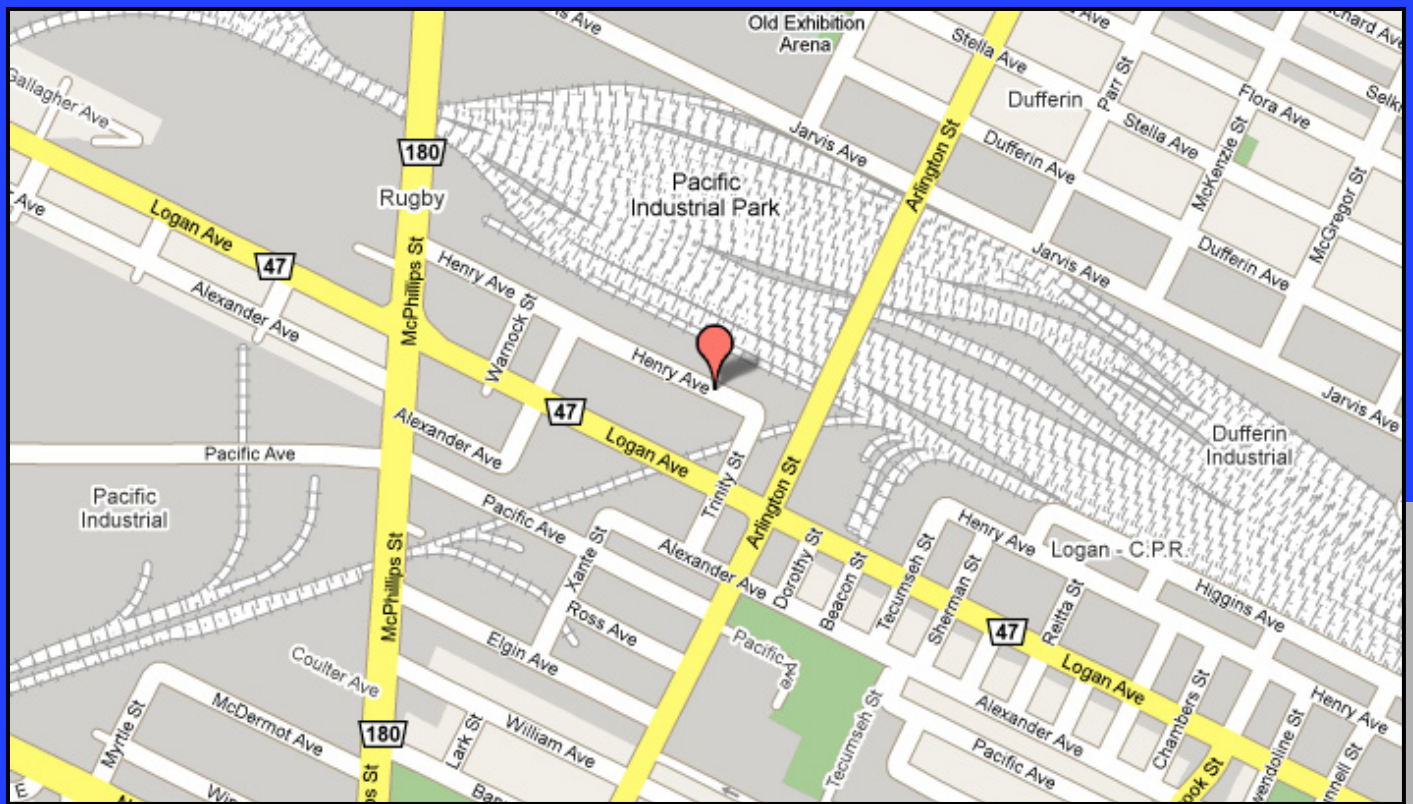 Old Exhibition
Arena
Stella Ave
Parr St
Dufferin
Flora Ave
Gallagher Ave
Jarvis Ave
Dufferin Ave
Stella Ave
McKenzie St
McGregor St
180
Arlington St
Pacific
Industrial Park
Rugby
Logan Ave
47
McPhillips St
Henry Ave
Jarvis Ave
Dufferin Ave
Alexander Ave
Warnock St
Henry Ave
Jarvis Ave
47
Logan Ave
Alexander Ave
Pacific Ave
Trinity St
Arlington St
Dufferin
Industrial
Pacific
Industrial
Pacific Ave
Xante St
Alexander Ave
Dorothy St
Beacon St
Tecumseh St
Henry Ave
Logan - C.P.R.
Sherman St
Reitta St
Higgins Ave
McPhillips St
Ross Ave
Elgin Ave
Pacific Ave
47
Logan Ave
Coulter Ave
Myrtle St
McDermot Ave
180
Lark St
William Ave
Tecumseh St
Alexander Ave
Pacific Ave
Chambers St
Henry Ave